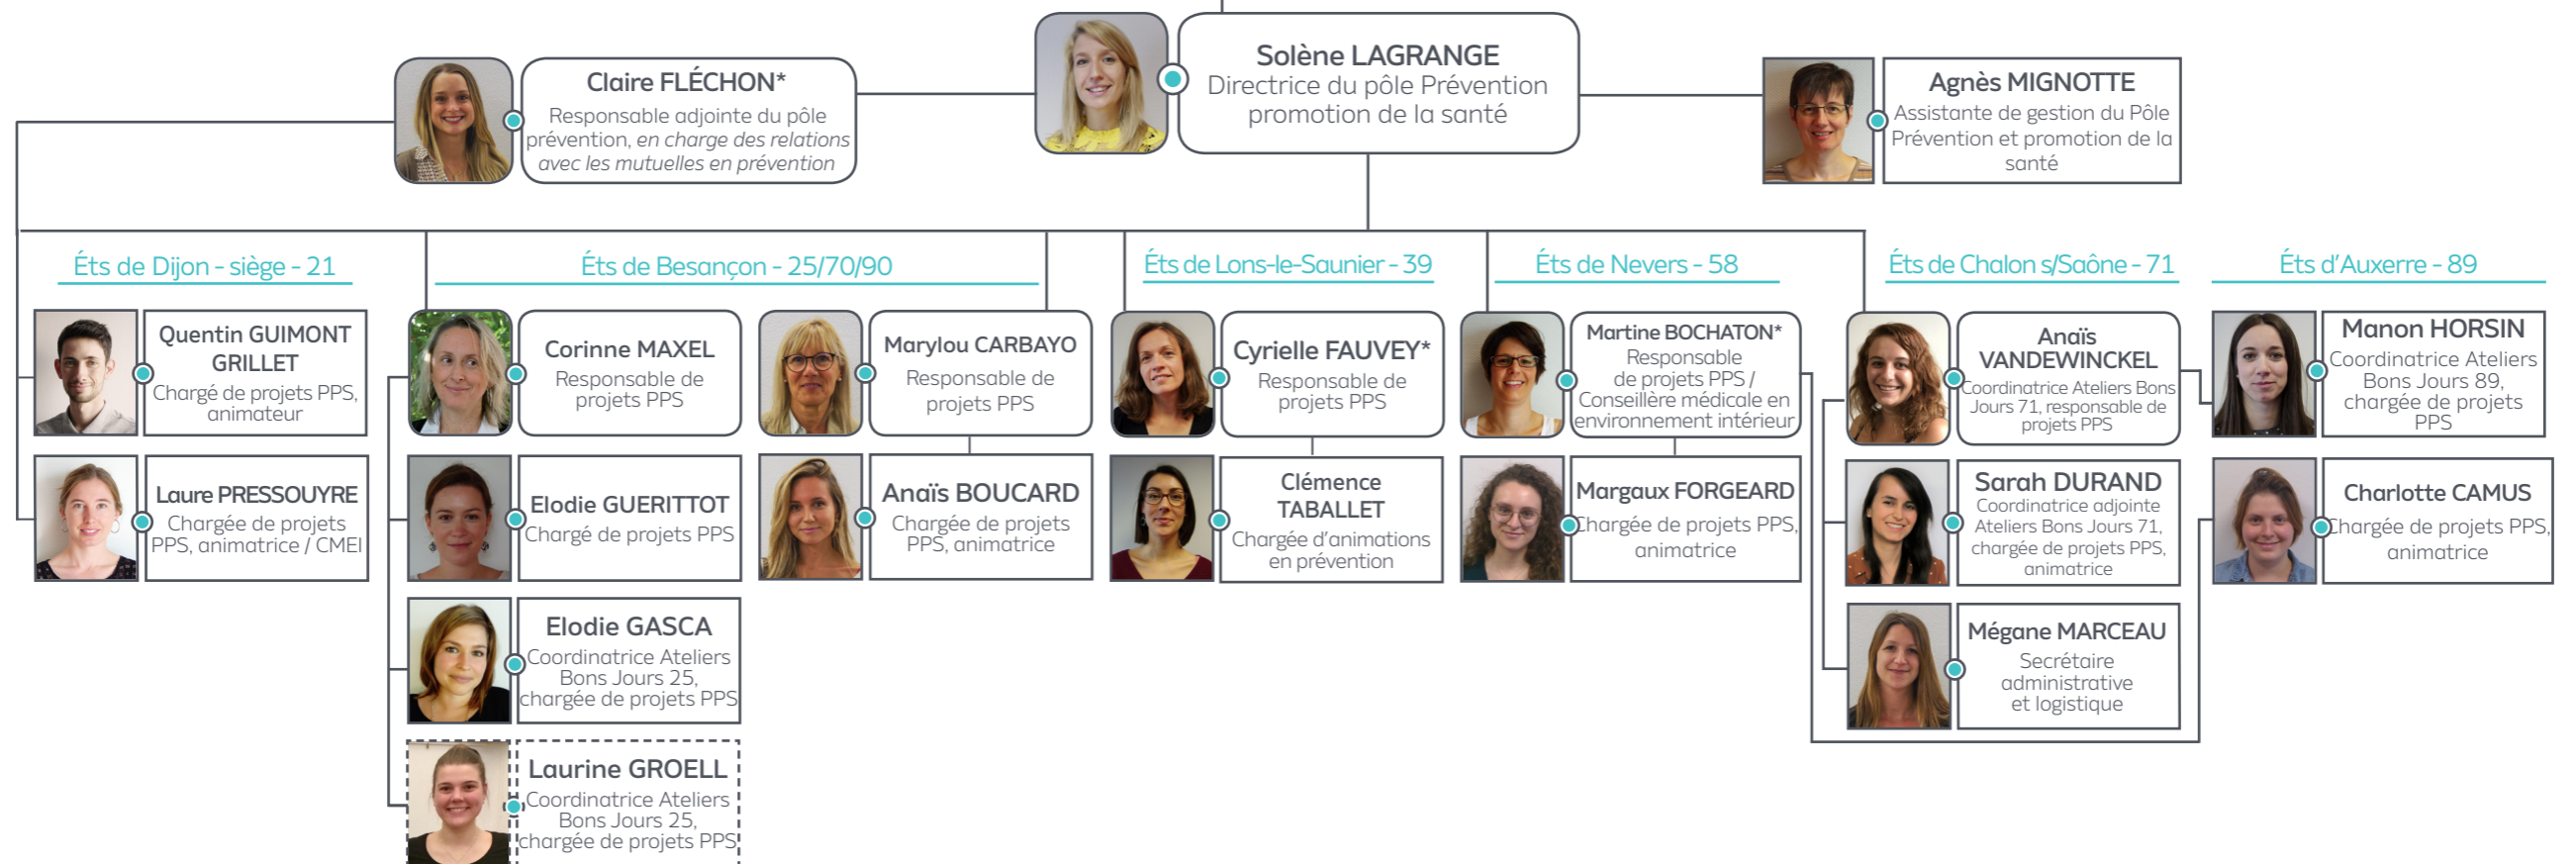 Solène LAGRANGE
Directrice du pôle Prévention
promotion de la santé
Claire FLÉCHON*
Responsable adjointe du pôle
prévention, en charge des relations
avec les mutuelles en prévention
Agnès MIGNOTTE
Assistante de gestion du Pôle
Prévention et promotion de la
santé
Éts de Dijon - siège - 21
Quentin GUIMONT
GRILLET
Chargé de projets PPS,
animateur
Laure PRESSOUYRE
Chargée de projets
PPS, animatrice / CMEI
Éts de Besançon - 25/70/90
Corinne MAXEL
Responsable de
projets PPS
Elodie GUERITTOT
Chargé de projets PPS
Elodie GASCA
Coordinatrice Ateliers
Bons Jours 25,
chargée de projets PPS
Laurine GROELL
Coordinatrice Ateliers
Bons Jours 25,
chargée de projets PPS
Marylou CARBAYO
Responsable de
projets PPS
Anaïs BOUCARD
Chargée de projets
PPS, animatrice
Éts de Lons-le-Saunier - 39
Cyrielle FAUVEY*
Responsable de
projets PPS
Clémence
TABALLET
Chargée d'animations
en prévention
Éts de Nevers - 58
Martine BOCHATON*
Responsable
de projets PPS /
Conseillère médicale en
environnement intérieur
Margaux FORGEARD
Chargée de projets PPS,
animatrice
Éts de Chalon s/Saône - 71
Anaïs
VANDEWINCKEL
Coordinatrice Ateliers Bons
Jours 71, responsable de
projets PPS
Sarah DURAND
Coordinatrice adjointe
Ateliers Bons Jours 71,
chargée de projets PPS,
animatrice
Mégane MARCEAU
Secrétaire
administrative
et logistique
Éts d'Auxerre - 89
Manon HORSIN
Coordinatrice Ateliers
Bons Jours 89,
chargée de projets
PPS
Charlotte CAMUS
Chargée de projets PPS,
animatrice